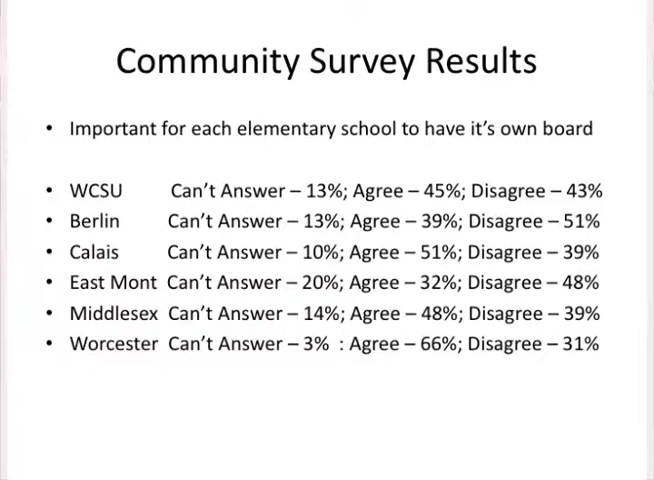 Community Survey Results
• Important for each elementary school to have it's own board
• WCSU Can't Answer – 13%; Agree – 45%; Disagree – 43%
• Berlin Can't Answer – 13%; Agree – 39%; Disagree – 51%
• Calais Can't Answer – 10%; Agree – 51%; Disagree – 39%
• East Mont Can't Answer – 20%; Agree – 32%; Disagree – 48%
• Middlesex Can't Answer – 14%; Agree – 48%; Disagree – 39%
• Worcester Can't Answer – 3% : Agree – 66%; Disagree – 31%